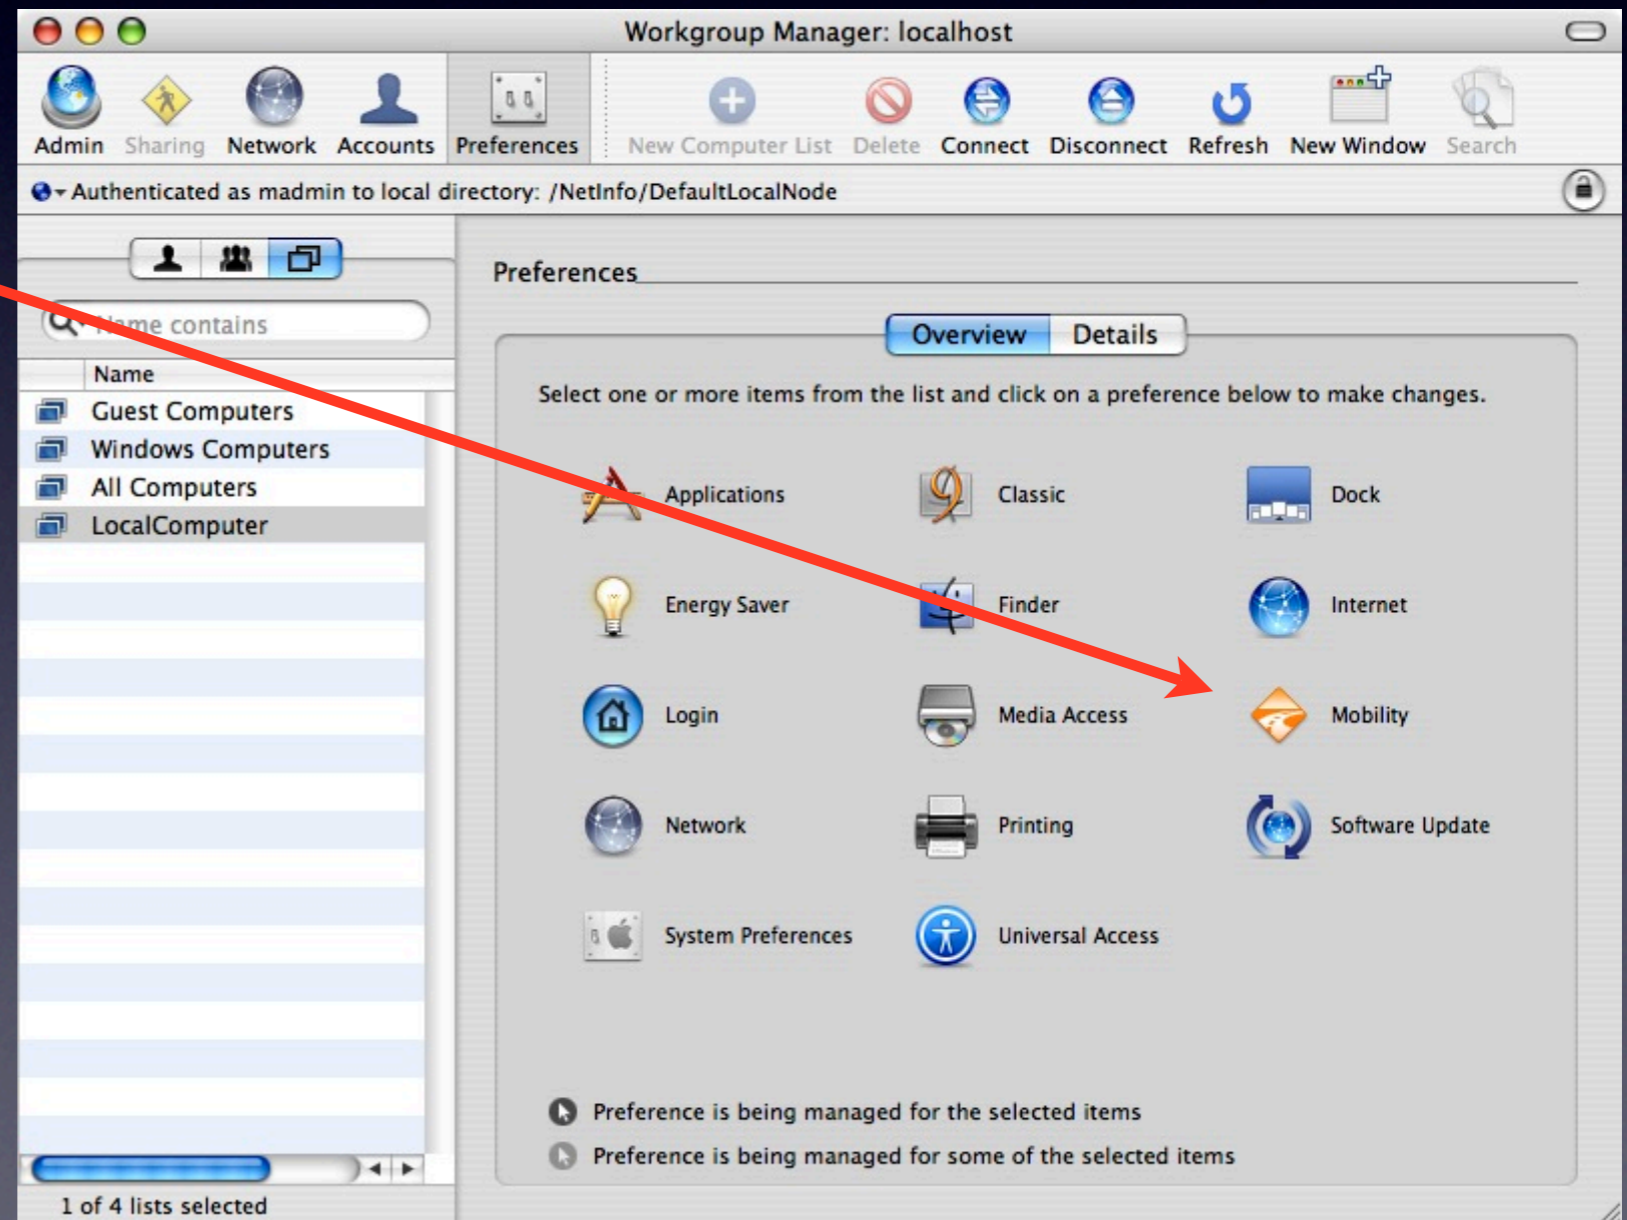 Workgroup Manager: localhost
Admin Sharing Network Accounts Preferences New Computer List Delete Connect Disconnect Refresh New Window Search
Authenticated as madmin to local directory: /NetInfo/DefaultLocalNode
Preferences
Name contains
Overview Details
Name
Select one or more items from the list and click on a preference below to make changes.
Guest Computers
Windows Computers
All Computers
LocalComputer
Applications Classic Dock
Energy Saver Finder Internet
Login Media Access Mobility
Network Printing Software Update
System Preferences Universal Access
Preference is being managed for the selected items
Preference is being managed for some of the selected items
1 of 4 lists selected